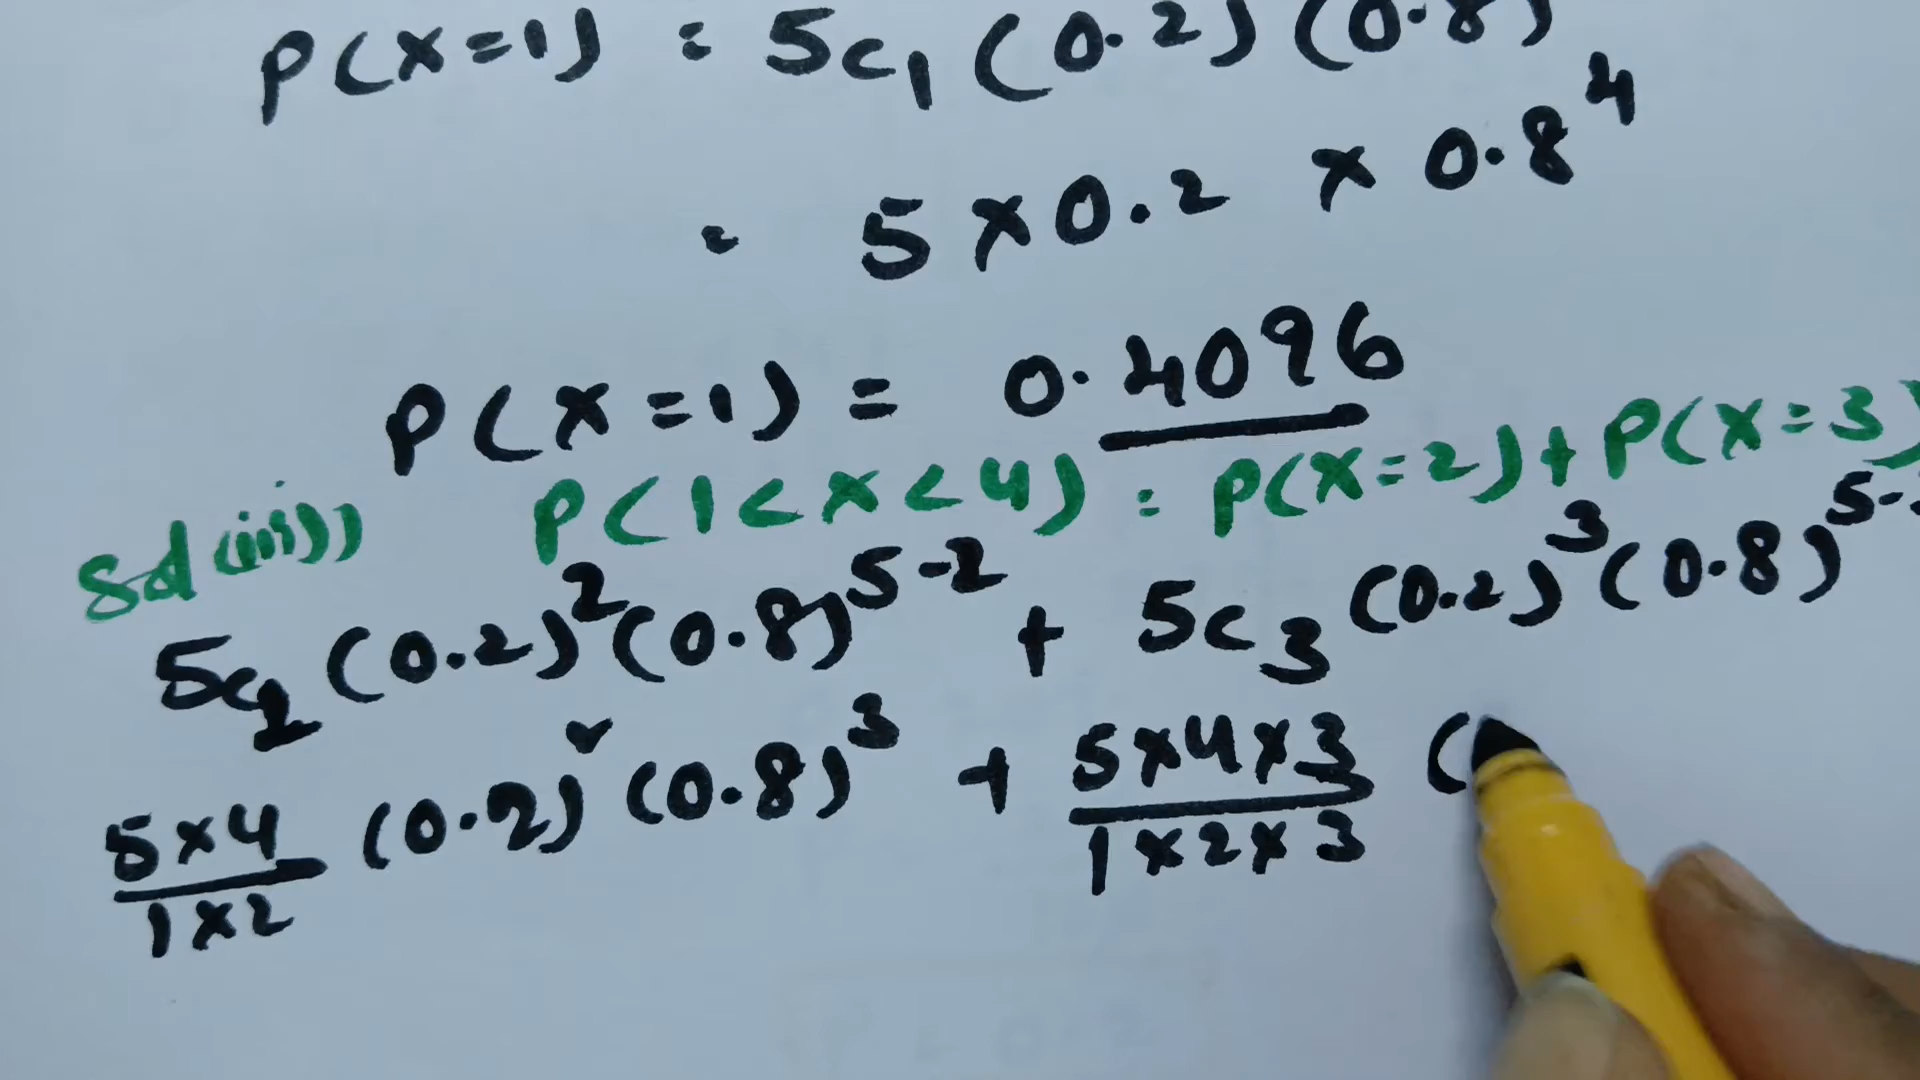 P(X=1) = 5C₁ (0.2) (0.8)
= 5 × 0.2 × 0.8⁴
P(X=1) = 0.4096
Sol (iii)) P(1<X<4) = P(X=2)+P(X=3)
5C₂ (0.2)²(0.8)⁵⁻² + 5C₃ (0.2)³(0.8)⁵⁻
5×4/1×2 (0.2)²(0.8)³ + 5×4×3/1×2×3 (